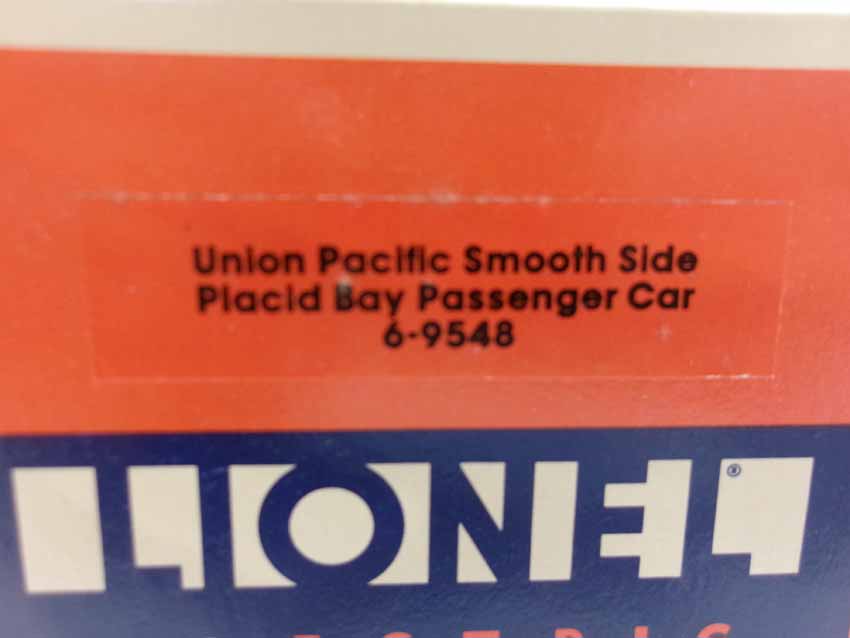 Union Pacific Smooth Side
Placid Bay Passenger Car
6-9548
LIONEL®